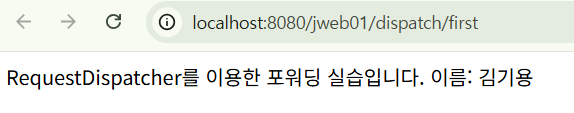 localhost:8080/jweb01/dispatch/first
RequestDispatcher를 이용한 포워딩 실습입니다. 이름: 김기용